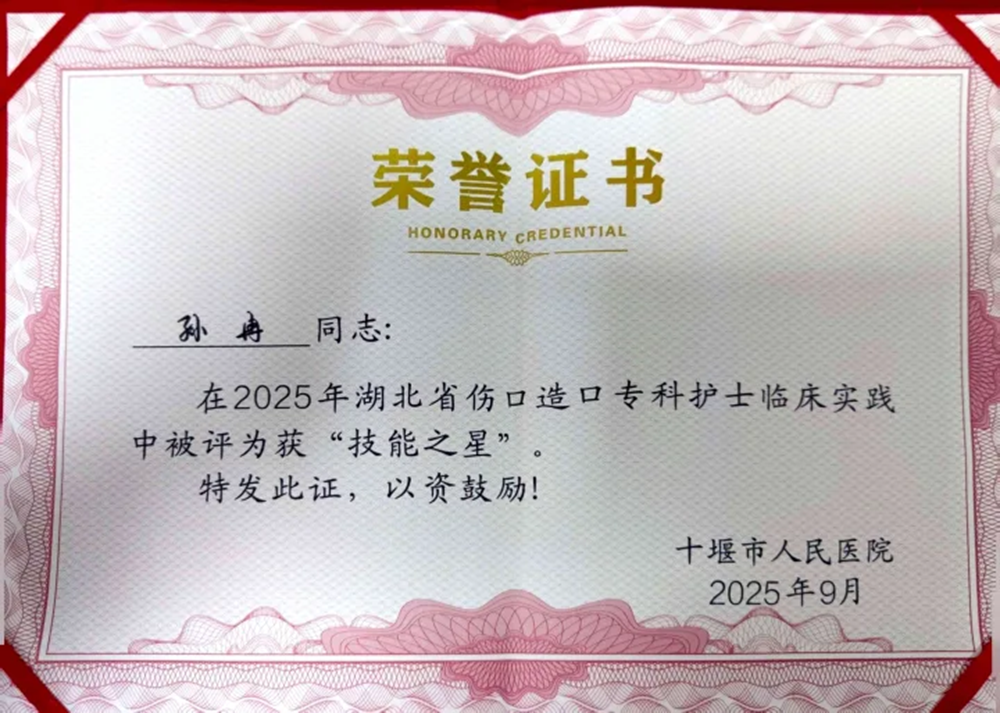 荣誉证书
HONORARY CREDENTIAL
孙 冉 同志:
在2025年湖北省伤口造口专科护士临床实践
中被评为获“技能之星”。
特发此证，以资鼓励!
十堰市人民医院
2025年9月